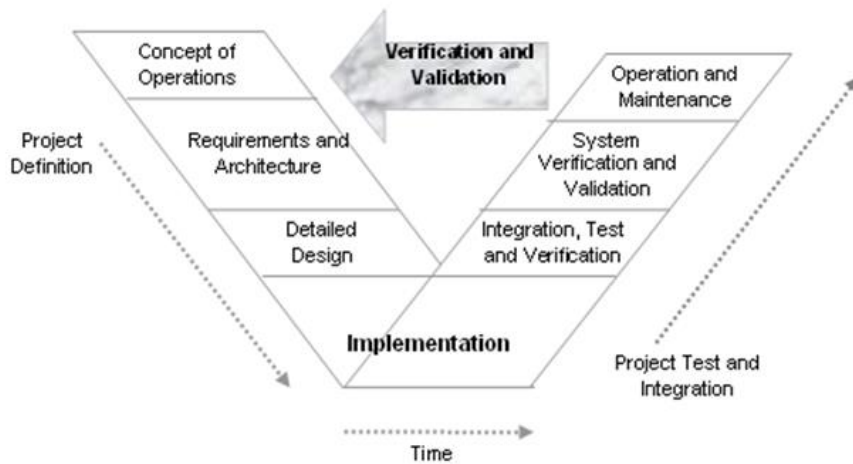 Concept of
Operations
Verification and
Validation
Operation and
Maintenance
Project
Definition
Requirements and
Architecture
System
Verification and
Validation
Detailed
Design
Integration, Test
and Verification
Implementation
Project Test and
Integration
Time